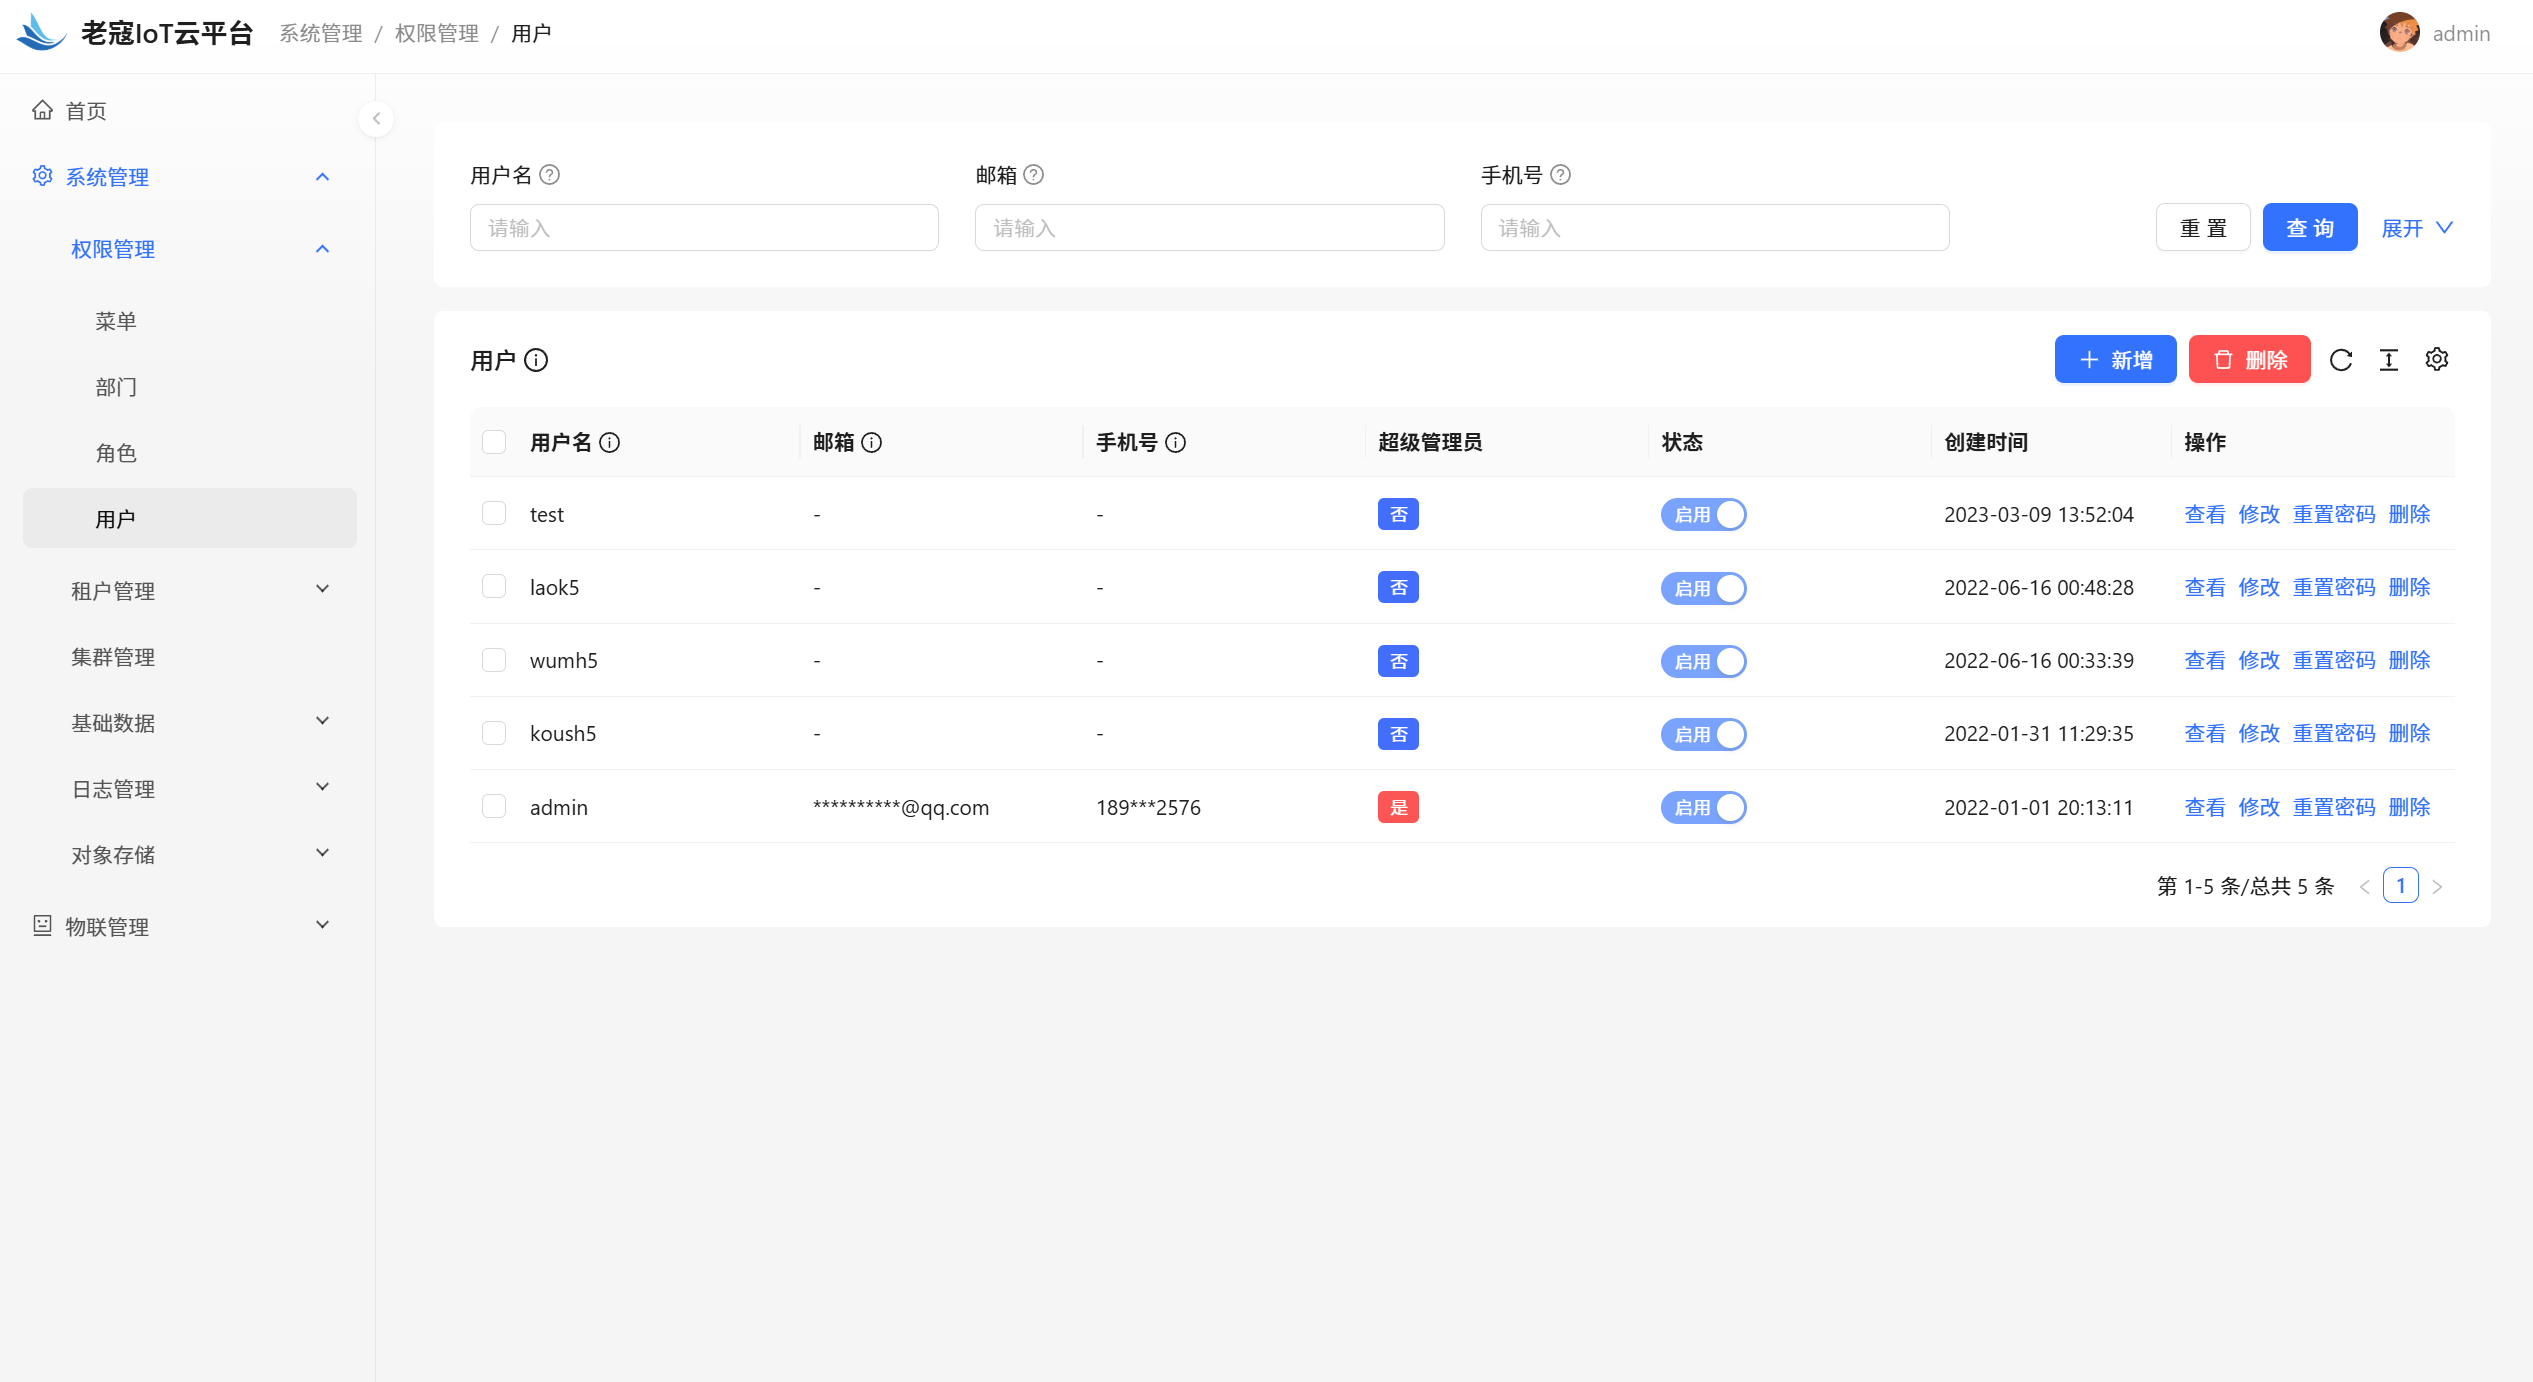 老寇IoT云平台 系统管理 / 权限管理 / 用户 admin
首页
系统管理
权限管理
菜单
部门
角色
用户
租户管理
集群管理
基础数据
日志管理
对象存储
物联管理
用户名 邮箱 手机号
请输入 请输入 请输入 重 置 查 询 展开
用户 新增 删除
用户名 邮箱 手机号 超级管理员 状态 创建时间 操作
test - - 否 启用 2023-03-09 13:52:04 查看 修改 重置密码 删除
laok5 - - 否 启用 2022-06-16 00:48:28 查看 修改 重置密码 删除
wumh5 - - 否 启用 2022-06-16 00:33:39 查看 修改 重置密码 删除
koush5 - - 否 启用 2022-01-31 11:29:35 查看 修改 重置密码 删除
admin **********@qq.com 189***2576 是 启用 2022-01-01 20:13:11 查看 修改 重置密码 删除
第 1-5 条/总共 5 条 < 1 >